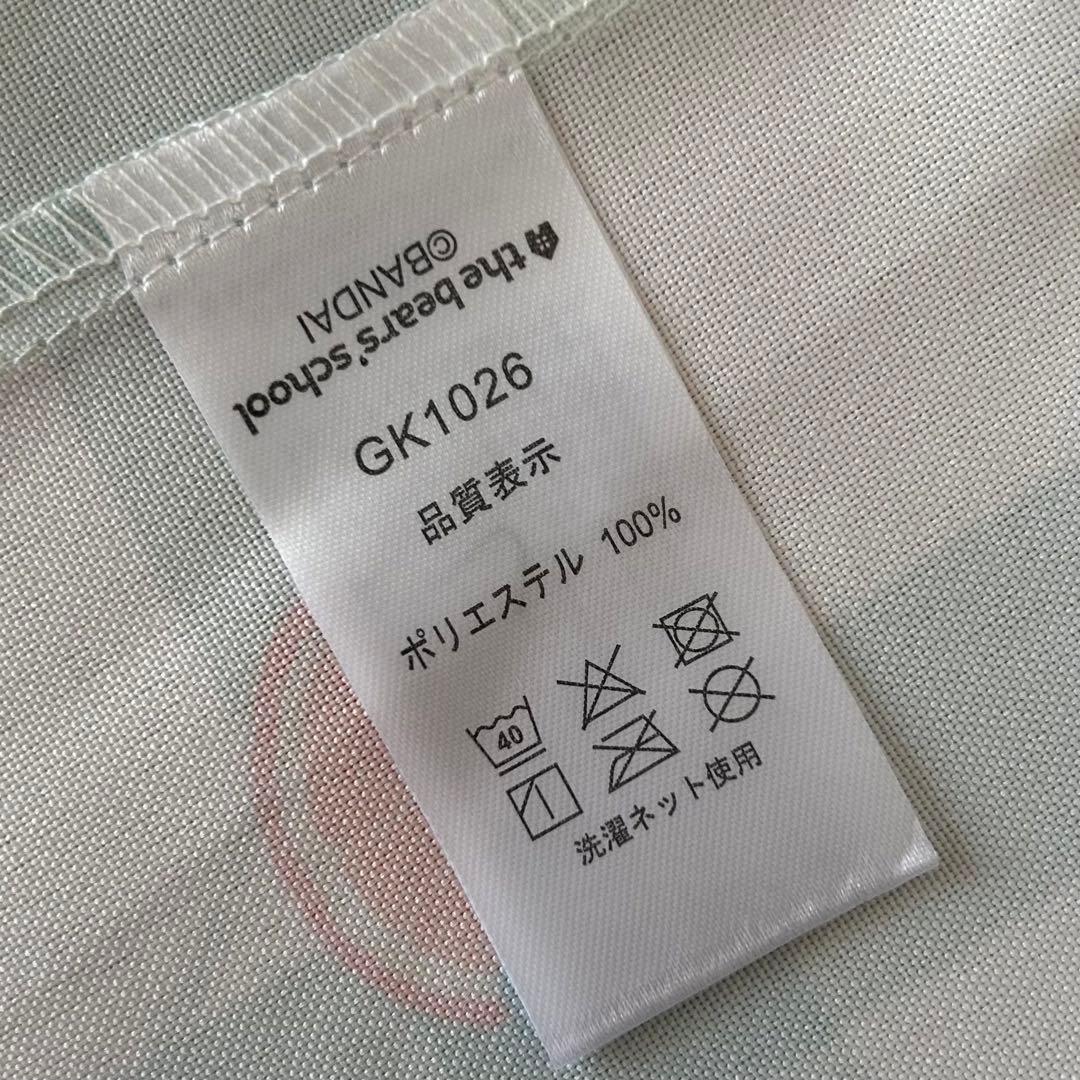 the bears'school
©BANDAI
GK1026
品質表示
ポリエステル 100%
40
洗濯ネット使用